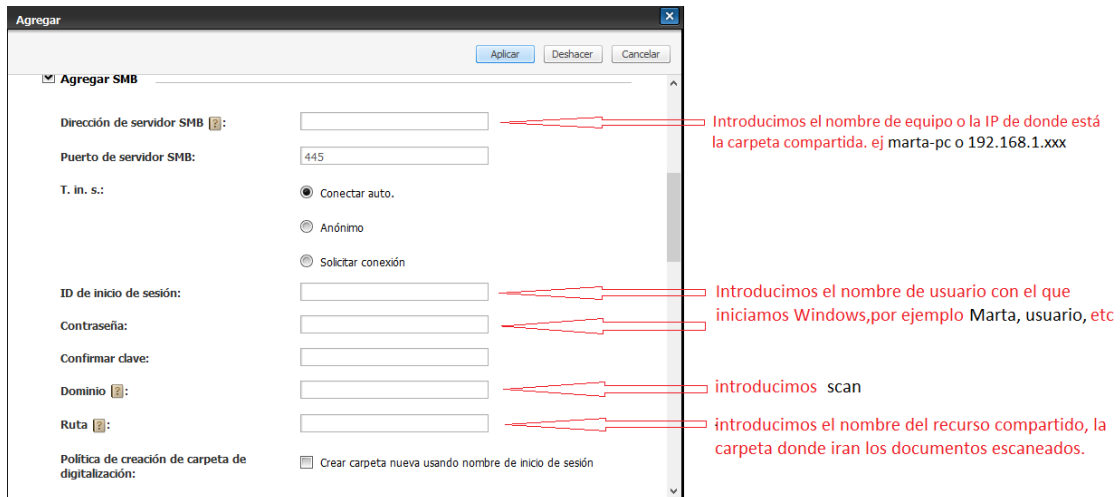 Agregar
Aplicar Deshacer Cancelar
Agregar SMB
Dirección de servidor SMB ?:
Introducimos el nombre de equipo o la IP de donde está
la carpeta compartida. ej marta-pc o 192.168.1.xxx
Puerto de servidor SMB: 445
T. in. s.: Conectar auto.
Anónimo
Solicitar conexión
ID de inicio de sesión:
Introducimos el nombre de usuario con el que
iniciamos Windows,por ejemplo Marta, usuario, etc
Contraseña:
Confirmar clave:
Dominio ?: introducimos scan
Ruta ?:
introducimos el nombre del recurso compartido, la
carpeta donde iran los documentos escaneados.
Política de creación de carpeta de
digitalización:
Crear carpeta nueva usando nombre de inicio de sesión